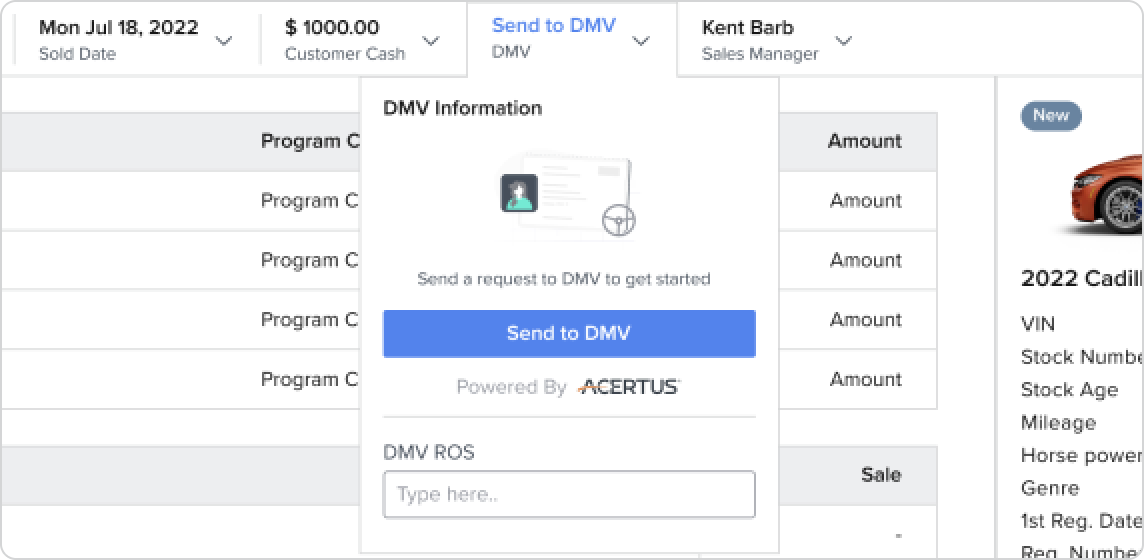 Mon Jul 18, 2022
Sold Date
$ 1000.00
Customer Cash
Send to DMV
DMV
Kent Barb
Sales Manager
DMV Information
Send a request to DMV to get started
Send to DMV
Powered By ACERTUS
DMV ROS
Type here..
Program C Amount
Program C Amount
Program C Amount
Program C Amount
Program C Amount
Sale
-
New
2022 Cadill
VIN
Stock Numbe
Stock Age
Mileage
Horse power
Genre
1st Reg. Date
Reg. Numbe